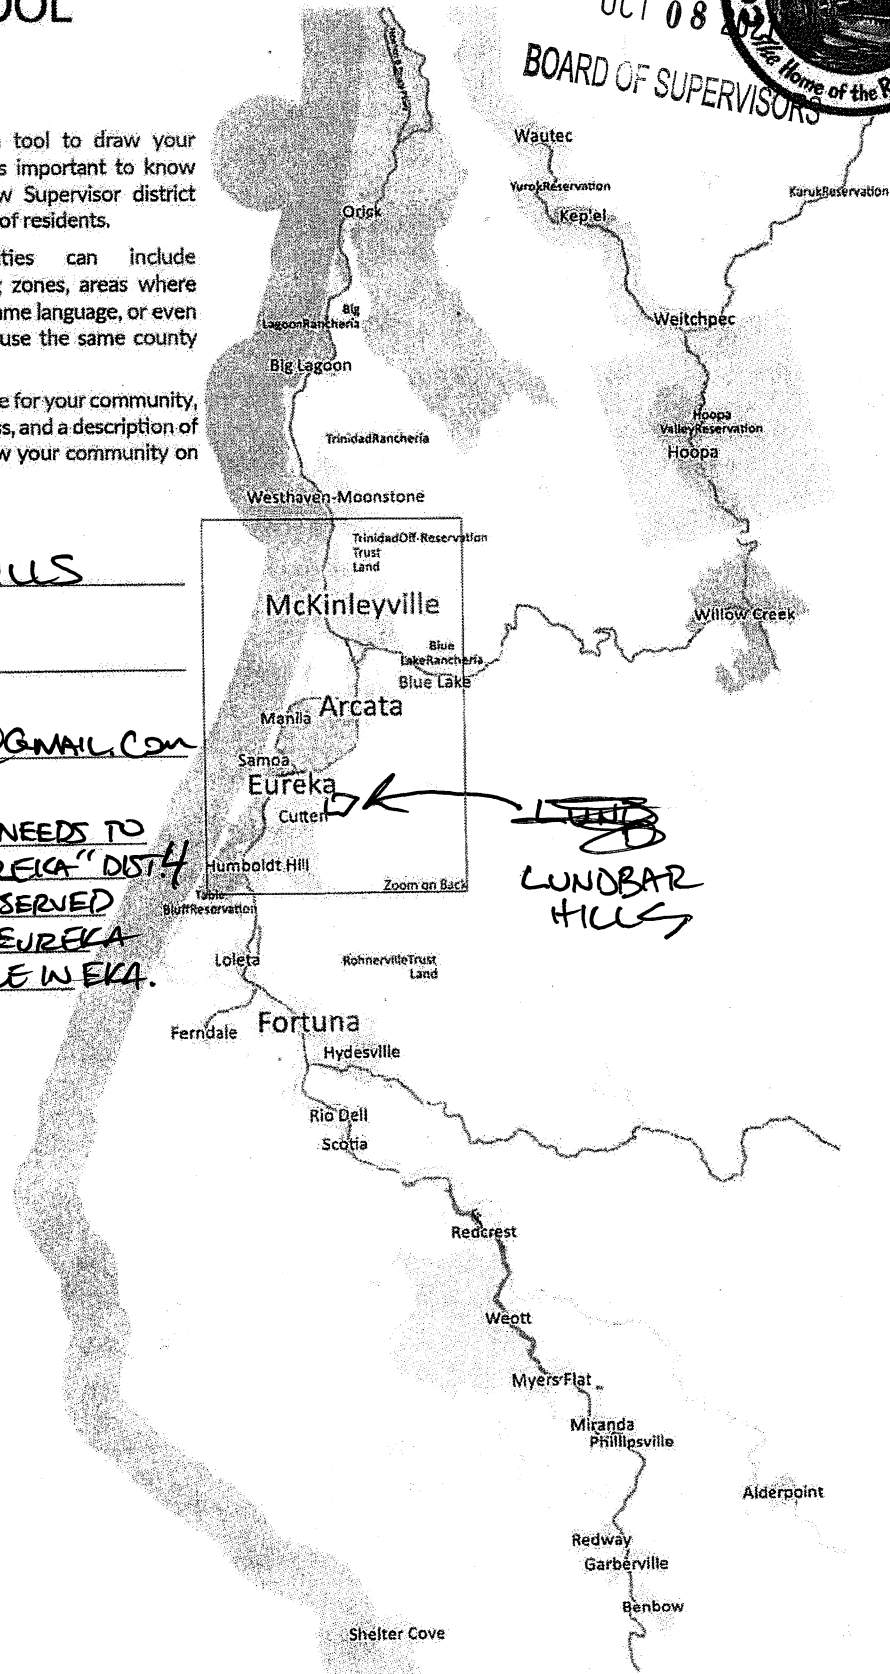 OOL
OCT 08 2021
BOARD OF SUPERVISORS
The Home of the R
tool to draw your
s important to know
w Supervisor district
of residents.
ties can include
zones, areas where
me language, or even
use the same county
e for your community,
ss, and a description of
w your community on
LLS
@GMAIL.COM
NEEDS TO
REKA" DIST.4
SERVED
EUREKA
LE IN EKA.
Wautec
YurokReservation
Kep'el
KarukReservation
Orick
Weitchpec
Big
LagoonRancheria
Big Lagoon
Hoopa
ValleyReservation
Hoopa
TrinidadRancheria
Westhaven-Moonstone
TrinidadOff-Reservation
Trust
Land
McKinleyville
Willow Creek
Blue
LakeRancheria
Blue Lake
Arcata
Manila
Samoa
Eureka
Cutten
LUNDBAR
HILLS
Humboldt Hill
Zoom on Back
Table
BluffReservation
Loleta
RohnervilleTrust
Land
Ferndale
Fortuna
Hydesville
Rio Dell
Scotia
Redcrest
Weott
Myers Flat
Miranda
Phillipsville
Alderpoint
Redway
Garberville
Benbow
Shelter Cove